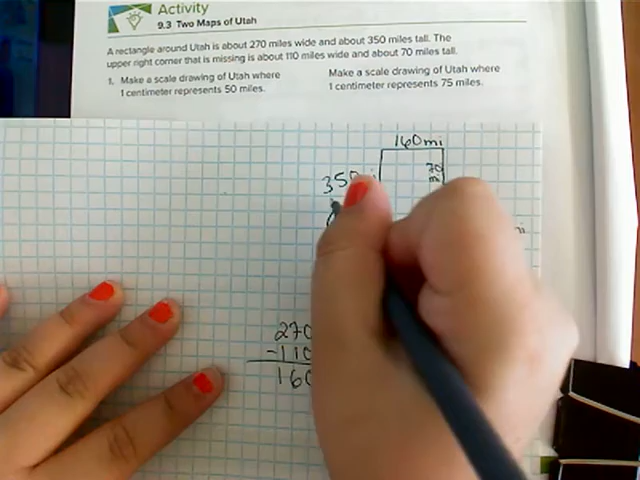 Activity
9.3 Two Maps of Utah
A rectangle around Utah is about 270 miles wide and about 350 miles tall. The
upper right corner that is missing is about 110 miles wide and about 70 miles tall.
1. Make a scale drawing of Utah where
1 centimeter represents 50 miles.
Make a scale drawing of Utah where
1 centimeter represents 75 miles.
160mi
350
70
270
-110
160